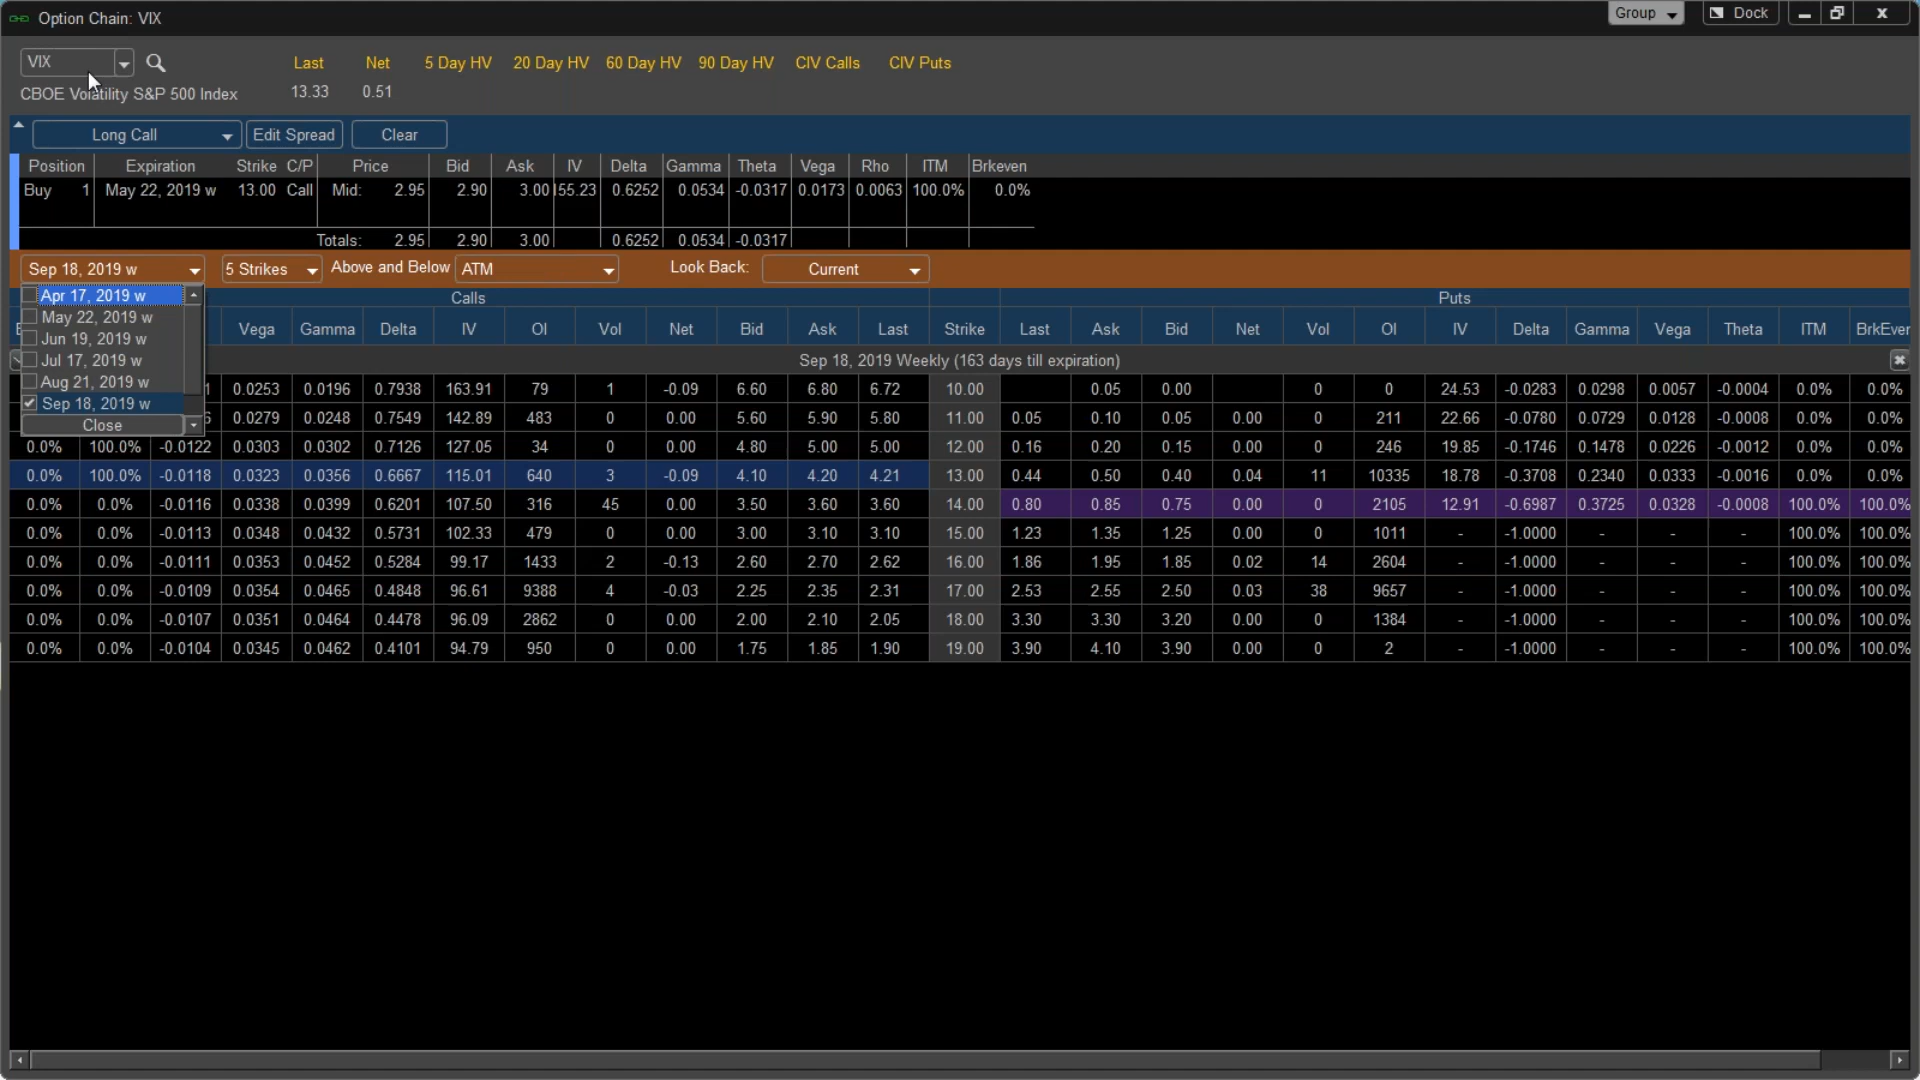 Option Chain: VIX
Group
Dock
VIX
Last Net 5 Day HV 20 Day HV 60 Day HV 90 Day HV CIV Calls CIV Puts
CBOE Volatility S&P 500 Index 13.33 0.51
Long Call Edit Spread Clear
Position Expiration Strike C/P Price Bid Ask IV Delta Gamma Theta Vega Rho ITM Brkeven
Buy 1 May 22, 2019 w 13.00 Call Mid: 2.95 2.90 3.00 155.23 0.6252 0.0534 -0.0317 0.0173 0.0063 100.0% 0.0%
Totals: 2.95 2.90 3.00 0.6252 0.0534 -0.0317
Sep 18, 2019 w 5 Strikes Above and Below ATM Look Back: Current
Apr 17, 2019 w
May 22, 2019 w
Jun 19, 2019 w
Jul 17, 2019 w
Aug 21, 2019 w
Sep 18, 2019 w
Close
Calls Puts
Vega Gamma Delta IV OI Vol Net Bid Ask Last Strike Last Ask Bid Net Vol OI IV Delta Gamma Vega Theta ITM BrkEver
Sep 18, 2019 Weekly (163 days till expiration)
0.0253 0.0196 0.7938 163.91 79 1 -0.09 6.60 6.80 6.72 10.00 0.05 0.00 0 0 24.53 -0.0283 0.0298 0.0057 -0.0004 0.0% 0.0%
0.0279 0.0248 0.7549 142.89 483 0 0.00 5.60 5.90 5.80 11.00 0.05 0.10 0.05 0.00 0 211 22.66 -0.0780 0.0729 0.0128 -0.0008 0.0% 0.0%
0.0% 100.0% -0.0122 0.0303 0.0302 0.7126 127.05 34 0 0.00 4.80 5.00 5.00 12.00 0.16 0.20 0.15 0.00 0 246 19.85 -0.1746 0.1478 0.0226 -0.0012 0.0% 0.0%
0.0% 100.0% -0.0118 0.0323 0.0356 0.6667 115.01 640 3 -0.09 4.10 4.20 4.21 13.00 0.44 0.50 0.40 0.04 11 10335 18.78 -0.3708 0.2340 0.0333 -0.0016 0.0% 0.0%
0.0% 0.0% -0.0116 0.0338 0.0399 0.6201 107.50 316 45 0.00 3.50 3.60 3.60 14.00 0.80 0.85 0.75 0.00 0 2105 12.91 -0.6987 0.3725 0.0328 -0.0008 100.0% 100.0%
0.0% 0.0% -0.0113 0.0348 0.0432 0.5731 102.33 479 0 0.00 3.00 3.10 3.10 15.00 1.23 1.35 1.25 0.00 0 1011 - -1.0000 - - - 100.0% 100.0%
0.0% 0.0% -0.0111 0.0353 0.0452 0.5284 99.17 1433 2 -0.13 2.60 2.70 2.62 16.00 1.86 1.95 1.85 0.02 14 2604 - -1.0000 - - - 100.0% 100.0%
0.0% 0.0% -0.0109 0.0354 0.0465 0.4848 96.61 9388 4 -0.03 2.25 2.35 2.31 17.00 2.53 2.55 2.50 0.03 38 9657 - -1.0000 - - - 100.0% 100.0%
0.0% 0.0% -0.0107 0.0351 0.0464 0.4478 96.09 2862 0 0.00 2.00 2.10 2.05 18.00 3.30 3.30 3.20 0.00 0 1384 - -1.0000 - - - 100.0% 100.0%
0.0% 0.0% -0.0104 0.0345 0.0462 0.4101 94.79 950 0 0.00 1.75 1.85 1.90 19.00 3.90 4.10 3.90 0.00 0 2 - -1.0000 - - - 100.0% 100.0%